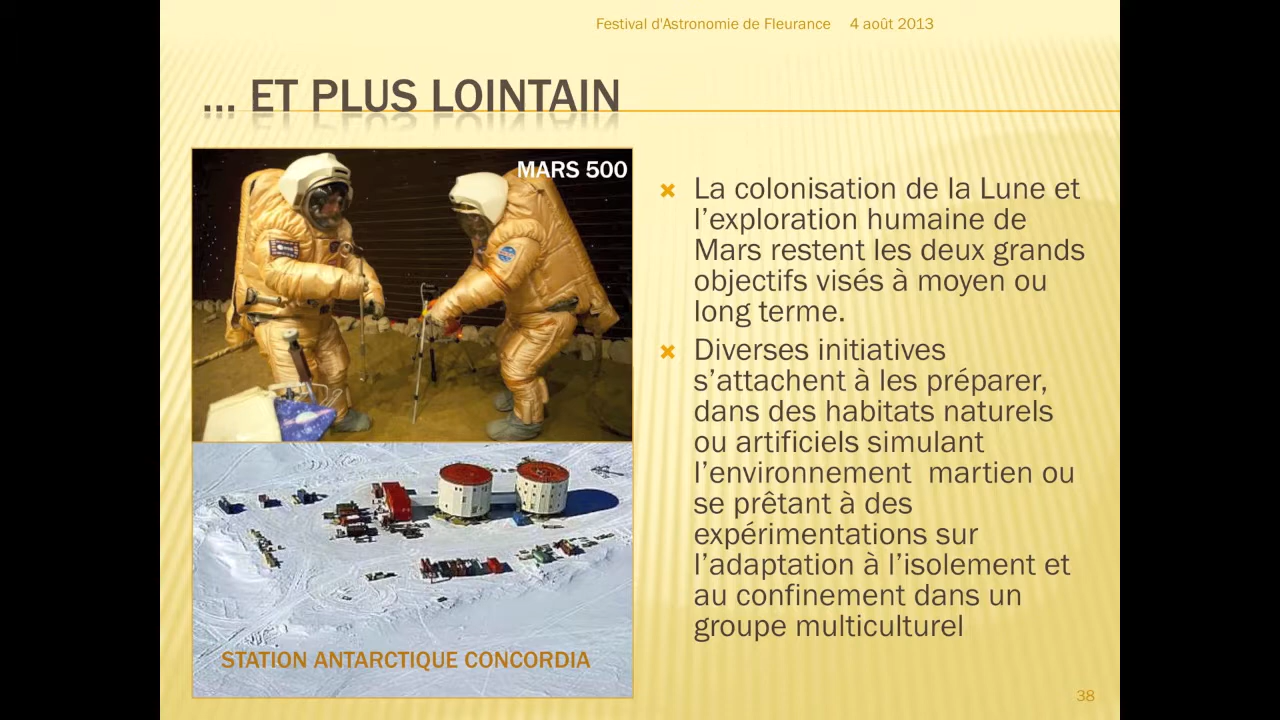 Festival d'Astronomie de Fleurance 4 août 2013
... ET PLUS LOINTAIN
MARS 500
STATION ANTARCTIQUE CONCORDIA
La colonisation de la Lune et
l’exploration humaine de
Mars restent les deux grands
objectifs visés à moyen ou
long terme.
Diverses initiatives
s’attachent à les préparer,
dans des habitats naturels
ou artificiels simulant
l’environnement martien ou
se prêtant à des
expérimentations sur
l’adaptation à l’isolement et
au confinement dans un
groupe multiculturel
38